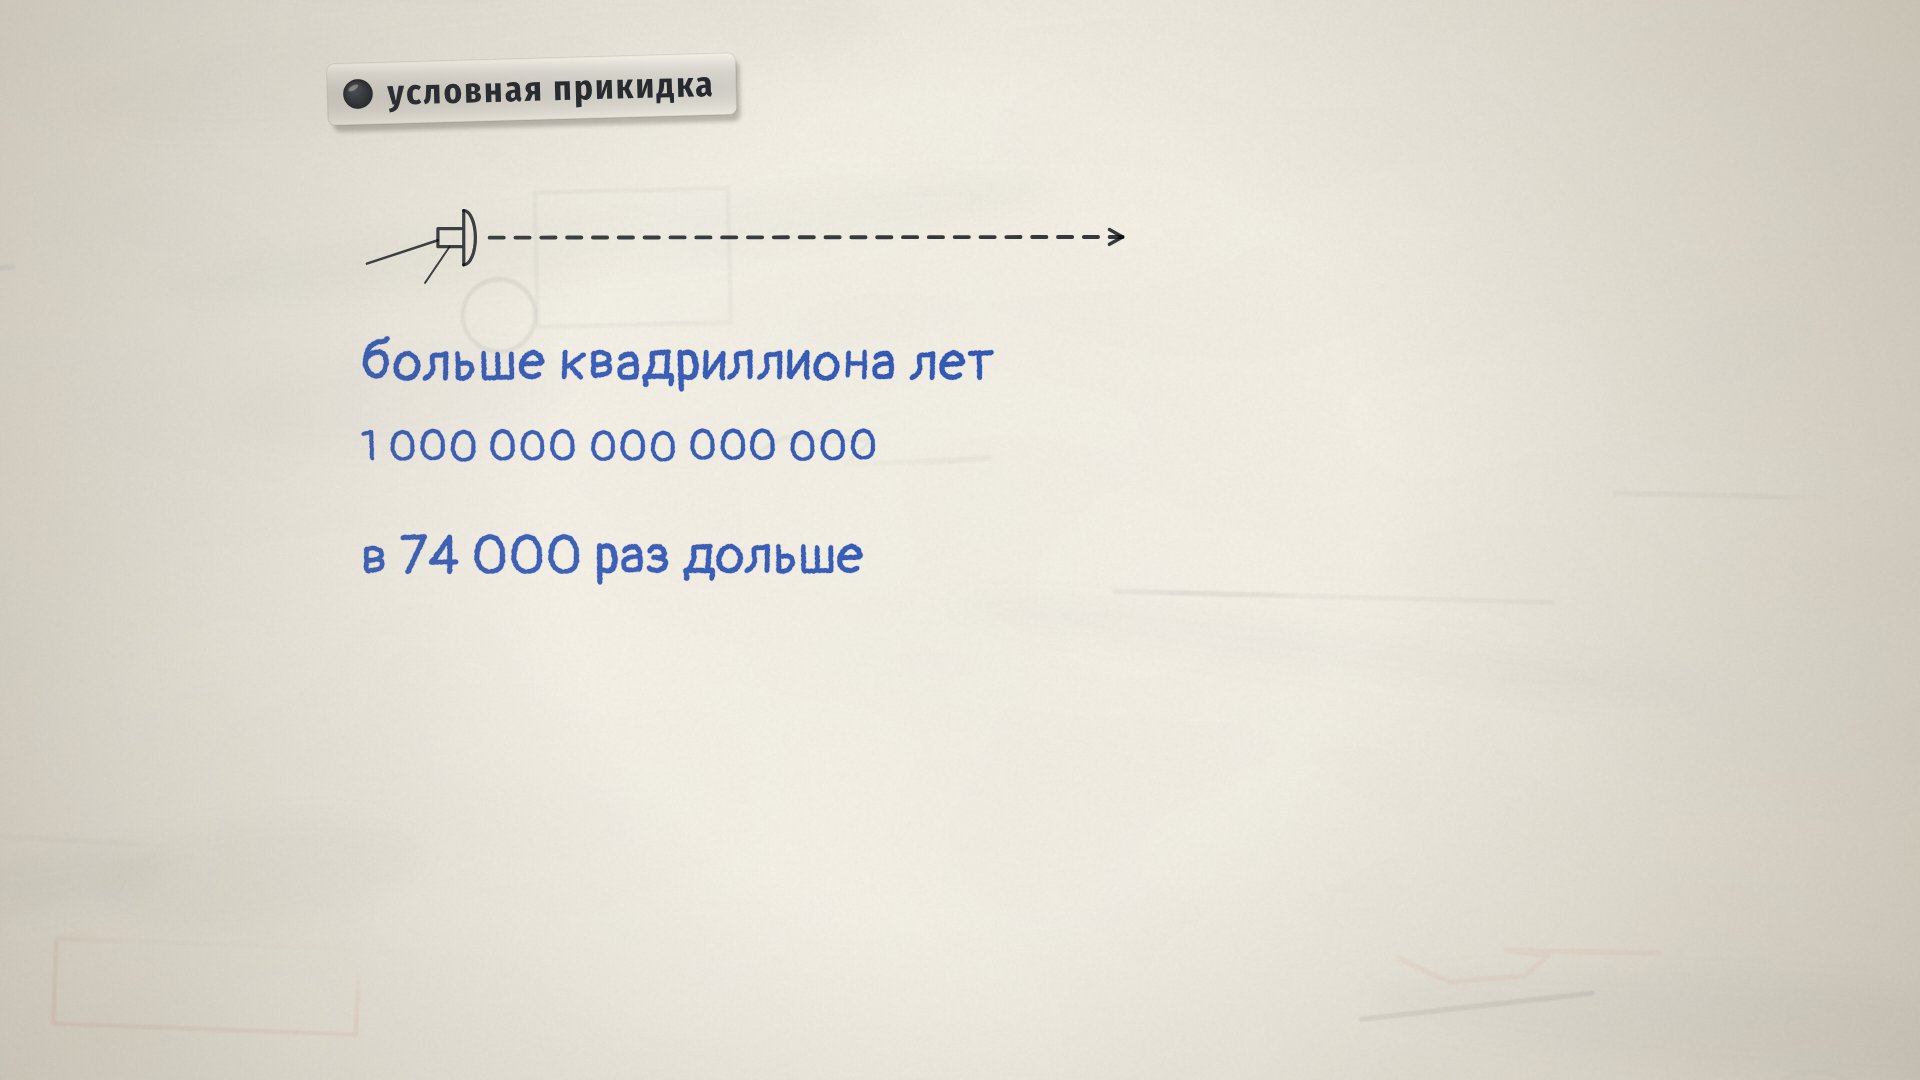 условная прикидка
больше квадриллиона лет
1 000 000 000 000 000
в 74 000 раз дольше